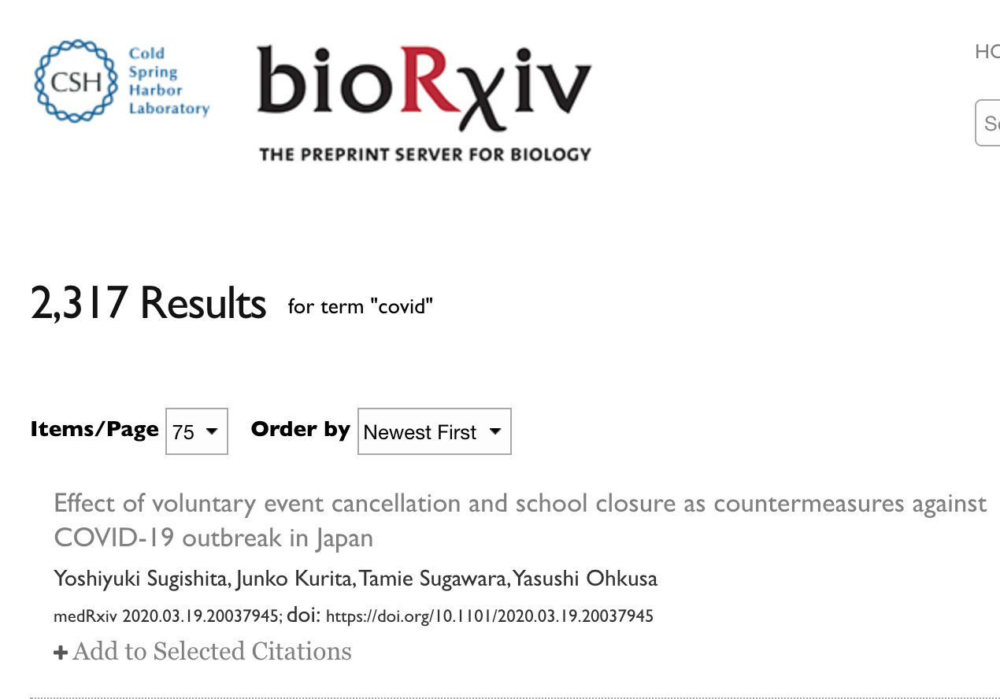 CSH
Cold
Spring
Harbor
Laboratory
bioRxiv
THE PREPRINT SERVER FOR BIOLOGY
2,317 Results for term "covid"
Items/Page 75 Order by Newest First
Effect of voluntary event cancellation and school closure as countermeasures against
COVID-19 outbreak in Japan
Yoshiyuki Sugishita, Junko Kurita, Tamie Sugawara, Yasushi Ohkusa
medRxiv 2020.03.19.20037945; doi: https://doi.org/10.1101/2020.03.19.20037945
+ Add to Selected Citations